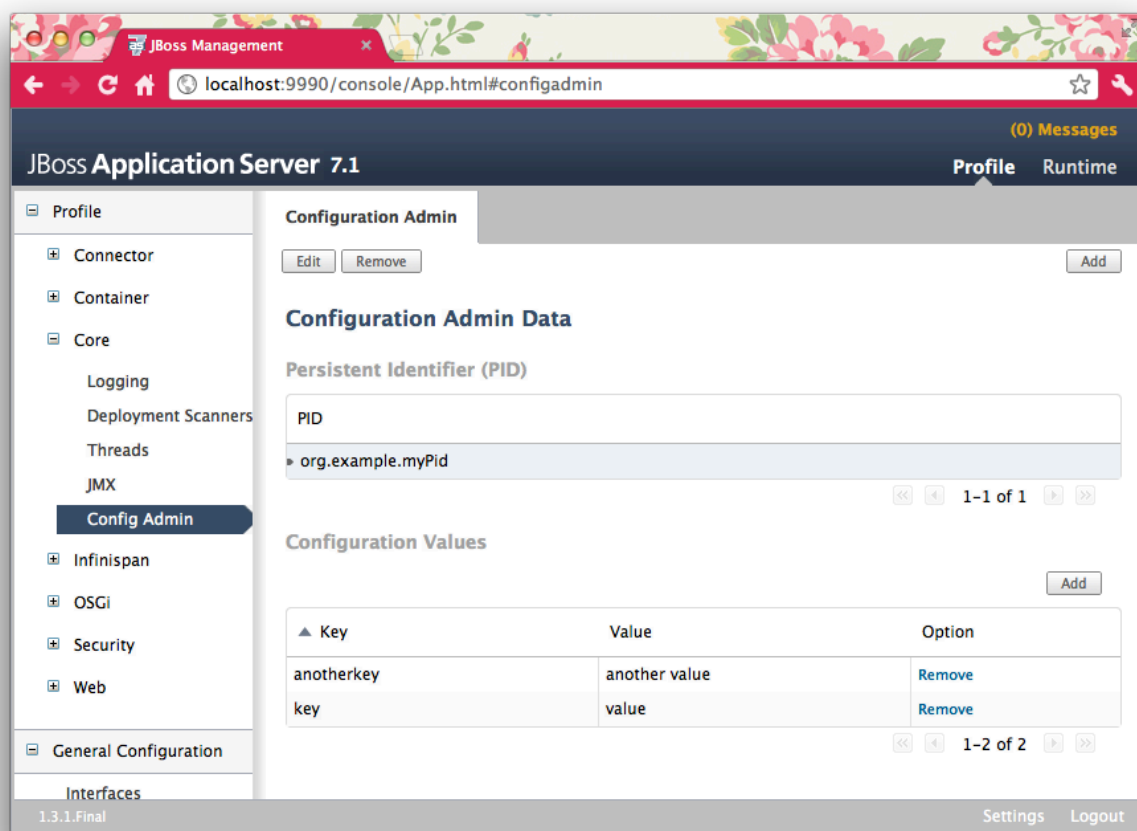 JBoss Management
localhost:9990/console/App.html#configadmin
(0) Messages
JBoss Application Server 7.1
Profile Runtime
Profile
Connector
Container
Core
Logging
Deployment Scanners
Threads
JMX
Config Admin
Infinispan
OSGi
Security
Web
General Configuration
Interfaces
Configuration Admin
Edit Remove Add
Configuration Admin Data
Persistent Identifier (PID)
PID
org.example.myPid
1-1 of 1
Configuration Values
Add
Key Value Option
anotherkey another value Remove
key value Remove
1-2 of 2
1.3.1.Final Settings Logout